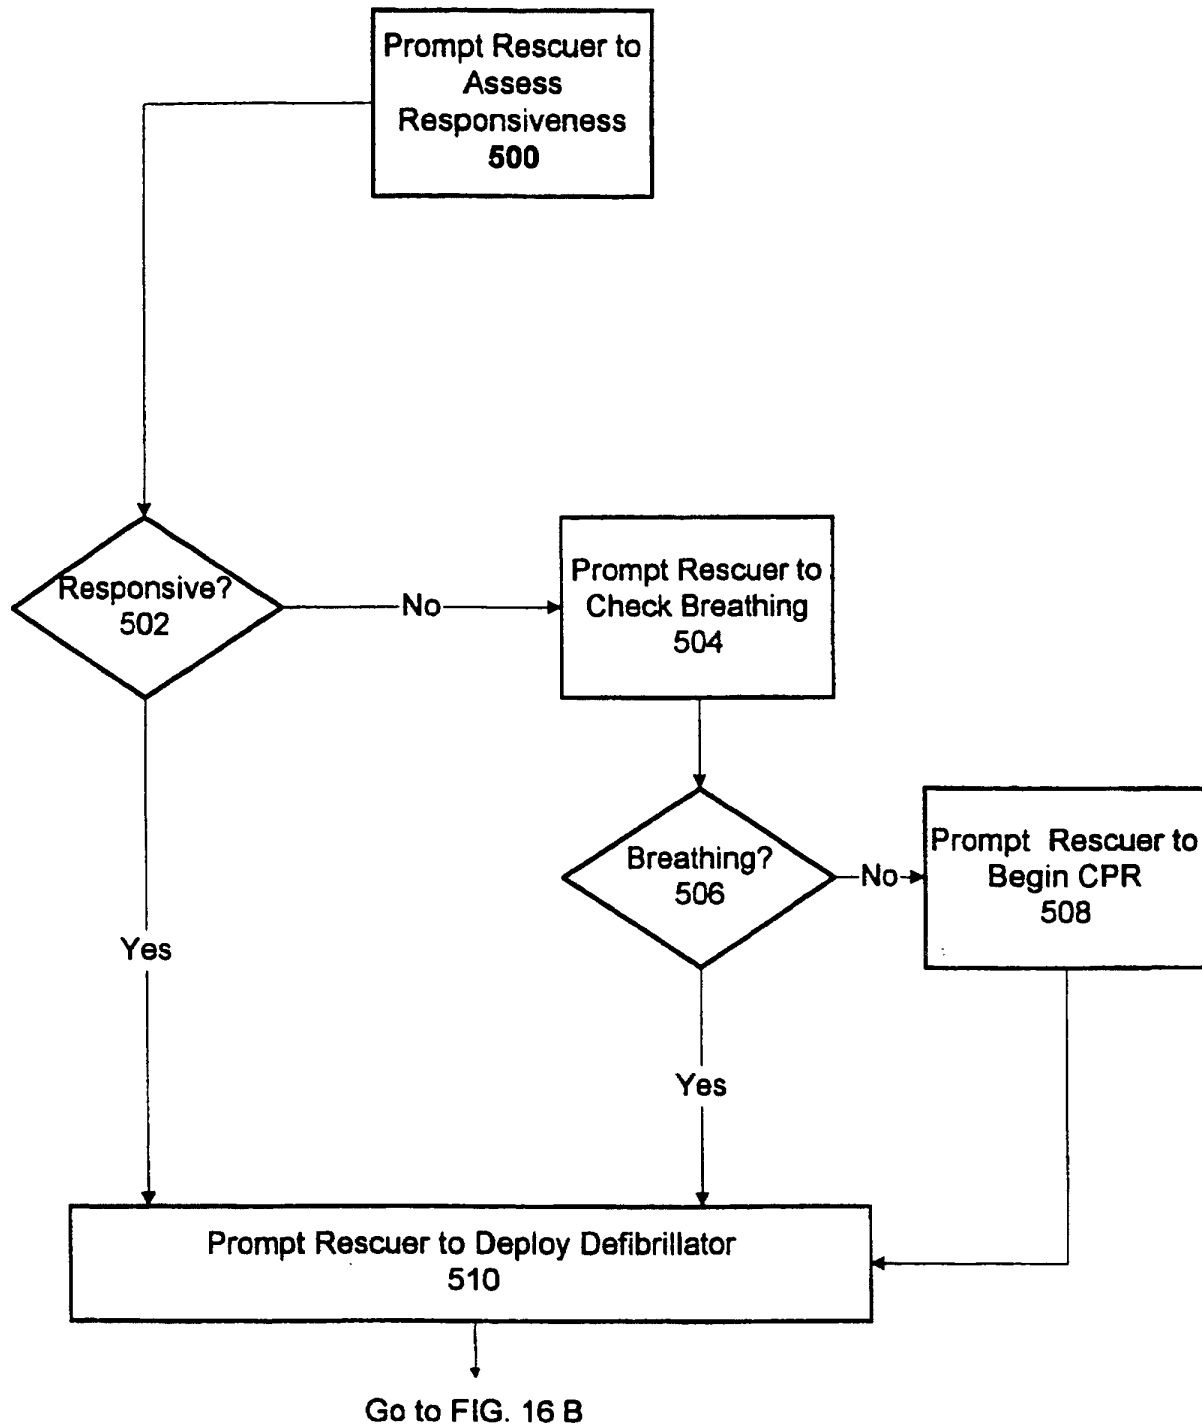 Prompt Rescuer to
Assess
Responsiveness
500
Responsive?
502
No
Prompt Rescuer to
Check Breathing
504
Breathing?
506
No
Prompt Rescuer to
Begin CPR
508
Yes
Yes
Prompt Rescuer to Deploy Defibrillator
510
Go to FIG. 16 B